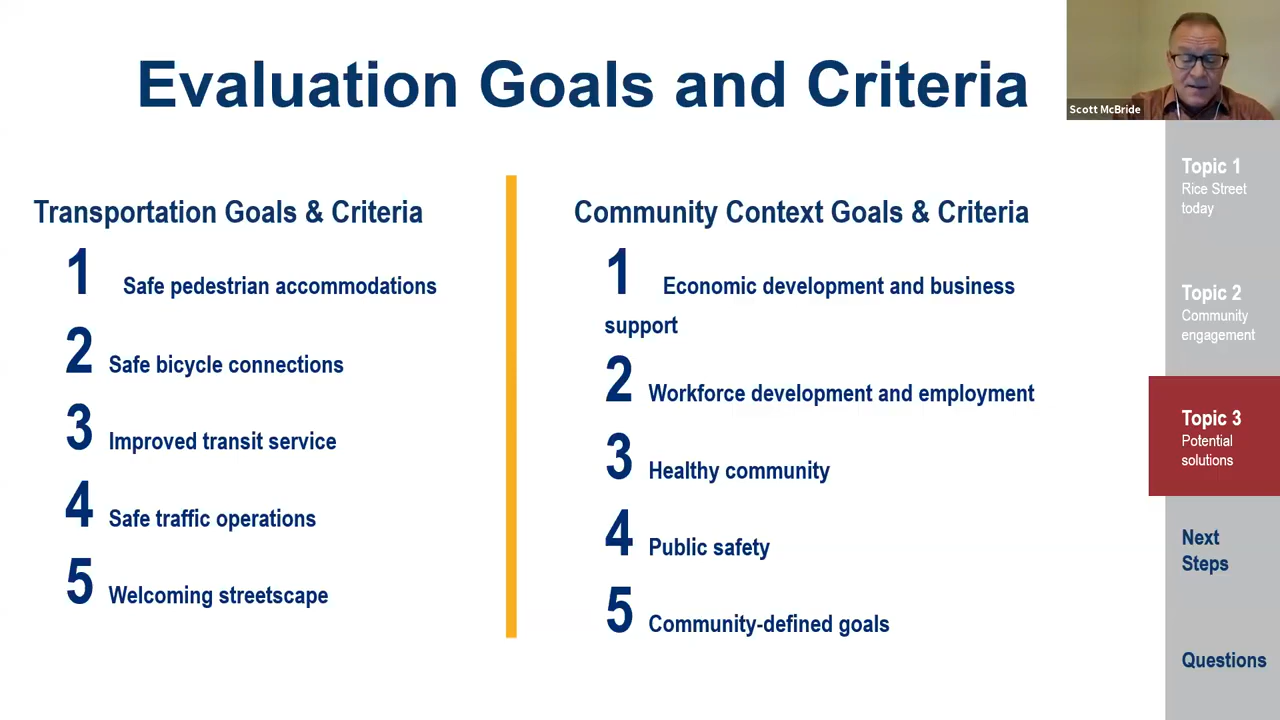 Evaluation Goals and Criteria
Scott McBride
Transportation Goals & Criteria
1 Safe pedestrian accommodations
2 Safe bicycle connections
3 Improved transit service
4 Safe traffic operations
5 Welcoming streetscape
Community Context Goals & Criteria
1 Economic development and business
support
2 Workforce development and employment
3 Healthy community
4 Public safety
5 Community-defined goals
Topic 1
Rice Street
today
Topic 2
Community
engagement
Topic 3
Potential
solutions
Next
Steps
Questions